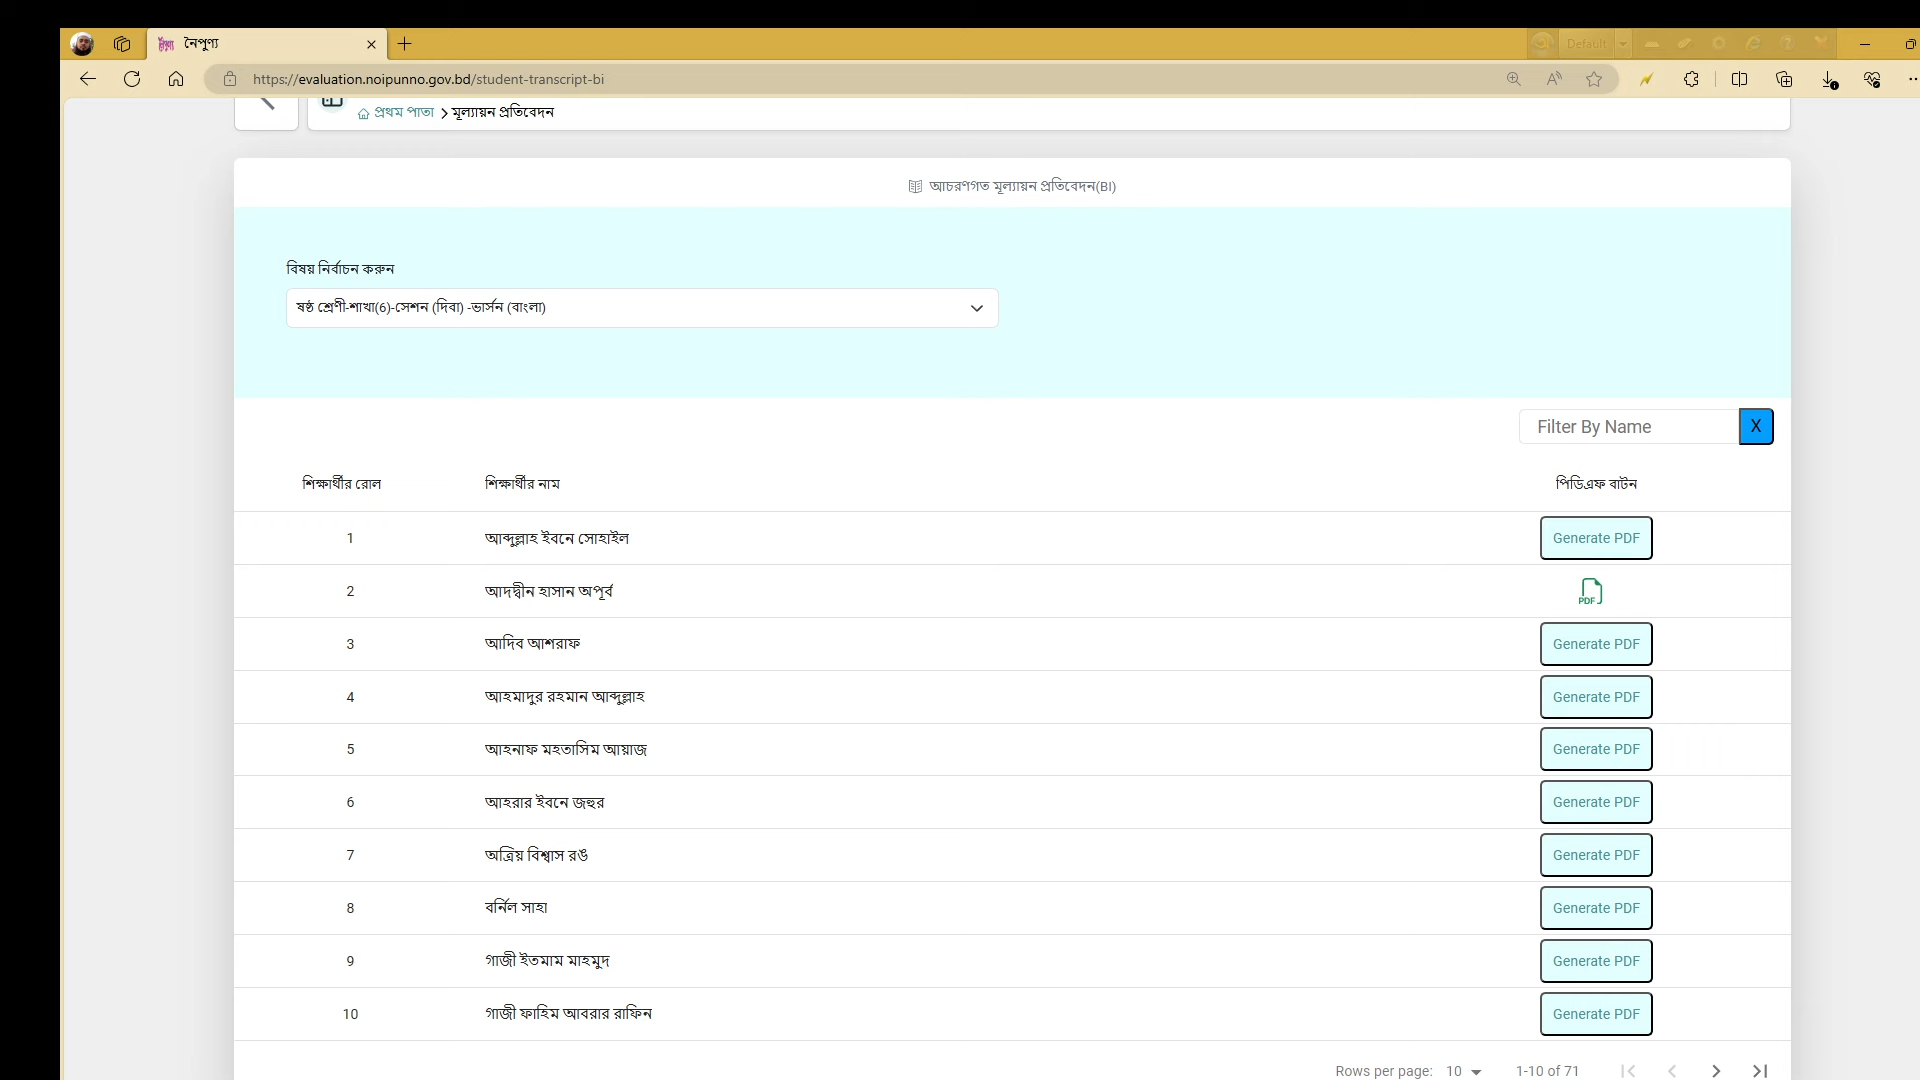 নৈপুণ্য
Default
https://evaluation.noipunno.gov.bd/student-transcript-bi
প্রথম পাতা > মূল্যায়ন প্রতিবেদন
আচরণগত মূল্যায়ন প্রতিবেদন(BI)
বিষয় নির্বাচন করুন
ষষ্ঠ শ্রেণী-শাখা(6)-সেশন (দিবা) -ভার্সন (বাংলা)
Filter By Name X
শিক্ষার্থীর রোল শিক্ষার্থীর নাম পিডিএফ বাটন
1 আব্দুল্লাহ ইবনে সোহাইল Generate PDF
2 আদদ্বীন হাসান অপূর্ব PDF
3 আদিব আশরাফ Generate PDF
4 আহমাদুর রহমান আব্দুল্লাহ Generate PDF
5 আহনাফ মহতাসিম আয়াজ Generate PDF
6 আহরার ইবনে জহুর Generate PDF
7 অত্রিয় বিশ্বাস রঙ Generate PDF
8 বর্নিল সাহা Generate PDF
9 গাজী ইতমাম মাহমুদ Generate PDF
10 গাজী ফাহিম আবরার রাফিন Generate PDF
Rows per page: 10 1-10 of 71